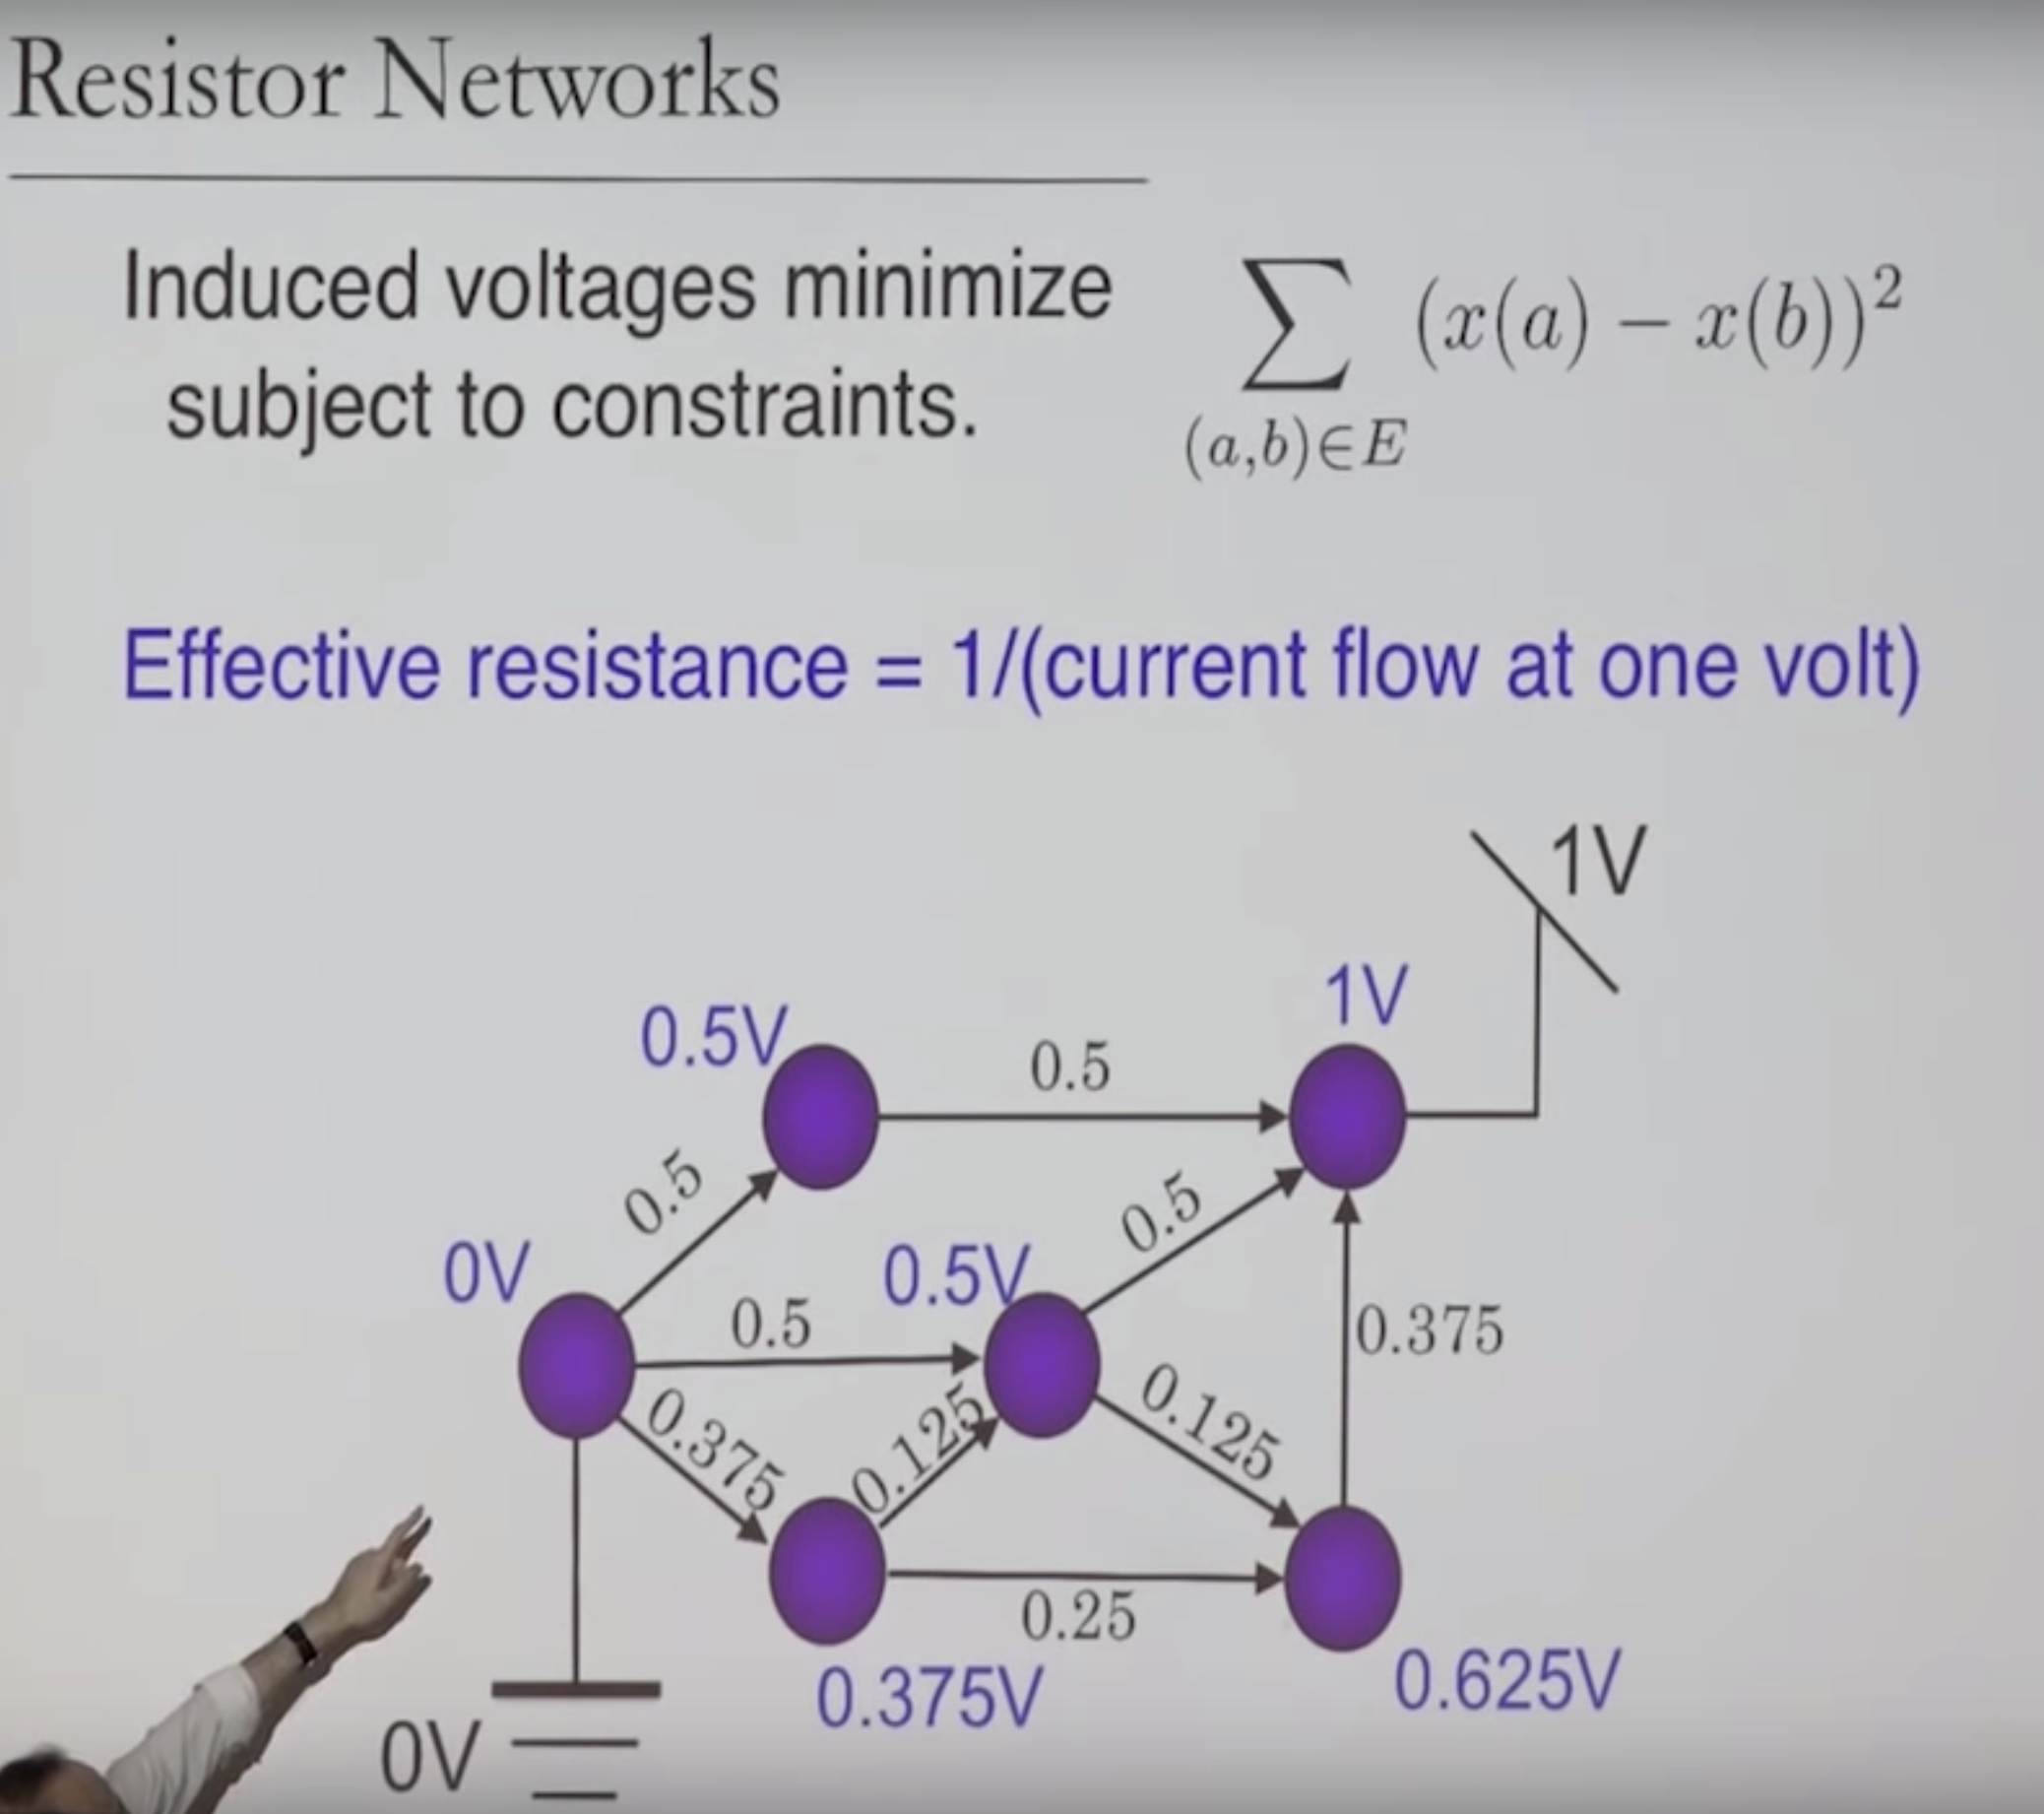 Resistor Networks
Induced voltages minimize
subject to constraints.
∑ (x(a) − x(b))²
(a,b)∈E
Effective resistance = 1/(current flow at one volt)
1V
1V
0.5V
0.5
0.5
0.5
0V
0.5V
0.5
0.375
0.375
0.125
0.125
0.25
0.375V
0.625V
0V